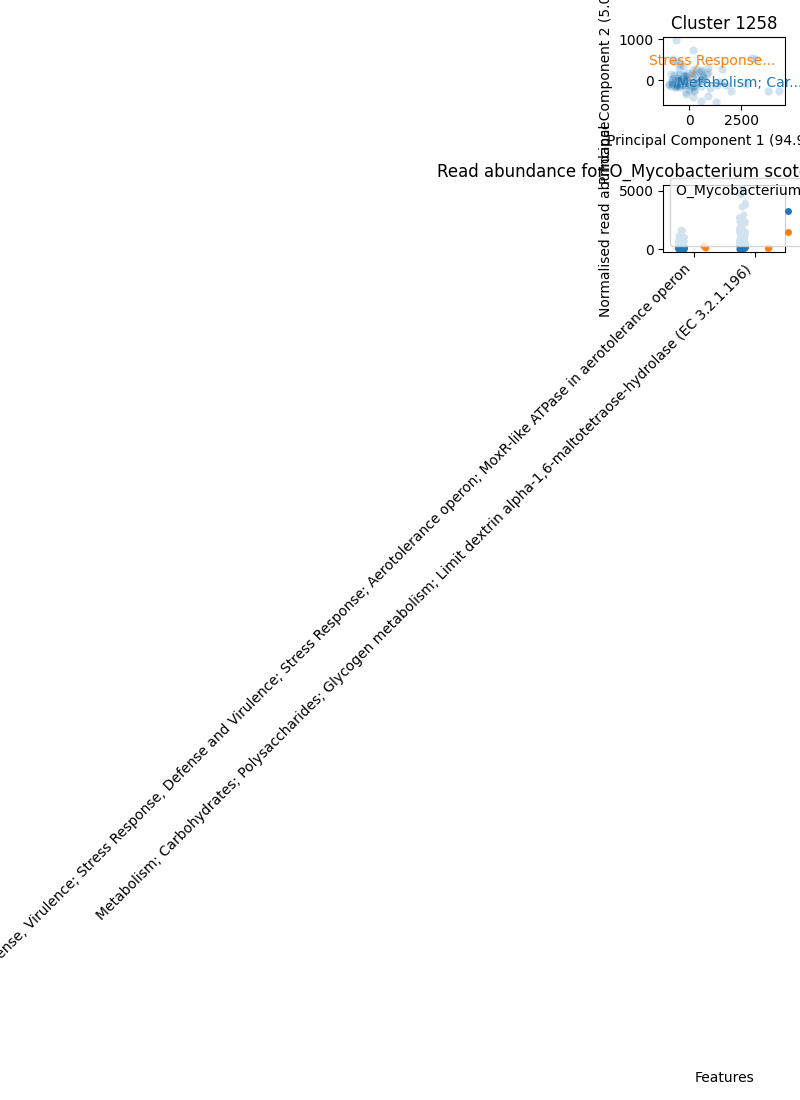 Cluster 1258
Principal Component 2 (5.0
1000
0
Stress Response...
Metabolism; Car...
0
2500
Principal Component 1 (94.9
Read abundance for O_Mycobacterium scoto
Normalised read abundance
5000
0
O_Mycobacterium
ense, Virulence; Stress Response, Defense and Virulence; Stress Response; Aerotolerance operon; MoxR-like ATPase in aerotolerance operon
Metabolism; Carbohydrates; Polysaccharides; Glycogen metabolism; Limit dextrin alpha-1,6-maltotetraose-hydrolase (EC 3.2.1.196)
Features